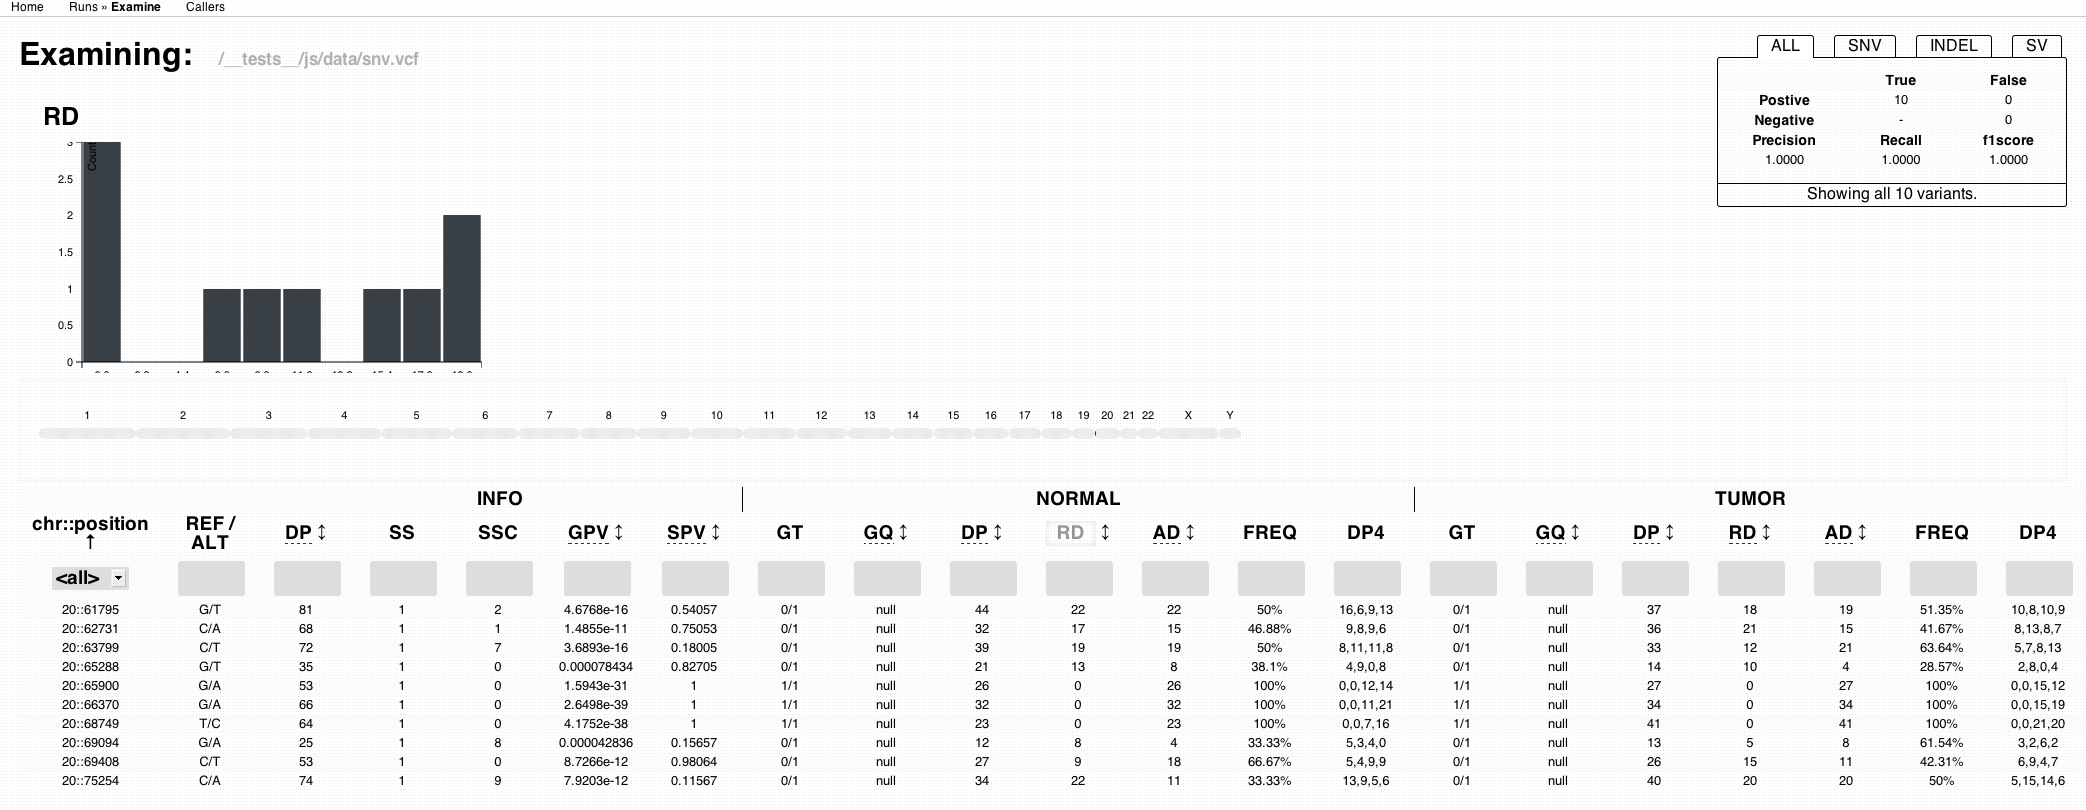 Home Runs » Examine Callers
Examining: /__tests__/js/data/snv.vcf
ALL SNV INDEL SV
True False
Postive 10 0
Negative - 0
Precision Recall f1score
1.0000 1.0000 1.0000
Showing all 10 variants.
RD
Count
3
2.5
2
1.5
1
0.5
0
1 2 3 4 5 6 7 8 9 10 11 12 13 14 15 16 17 18 19 20 21 22 X Y
INFO NORMAL TUMOR
chr::position ↑ REF / ALT DP ↕ SS SSC GPV ↕ SPV ↕ GT GQ ↕ DP ↕ RD ↕ AD ↕ FREQ DP4 GT GQ ↕ DP ↕ RD ↕ AD ↕ FREQ DP4
<all>
20::61795 G/T 81 1 2 4.6768e-16 0.54057 0/1 null 44 22 22 50% 16,6,9,13 0/1 null 37 18 19 51.35% 10,8,10,9
20::62731 C/A 68 1 1 1.4855e-11 0.75053 0/1 null 32 17 15 46.88% 9,8,9,6 0/1 null 36 21 15 41.67% 8,13,8,7
20::63799 C/T 72 1 7 3.6893e-16 0.18005 0/1 null 39 19 19 50% 8,11,11,8 0/1 null 33 12 21 63.64% 5,7,8,13
20::65288 G/T 35 1 0 0.000078434 0.82705 0/1 null 21 13 8 38.1% 4,9,0,8 0/1 null 14 10 4 28.57% 2,8,0,4
20::65900 G/A 53 1 0 1.5943e-31 1 1/1 null 26 0 26 100% 0,0,12,14 1/1 null 27 0 27 100% 0,0,15,12
20::66370 G/A 66 1 0 2.6498e-39 1 1/1 null 32 0 32 100% 0,0,11,21 1/1 null 34 0 34 100% 0,0,15,19
20::68749 T/C 64 1 0 4.1752e-38 1 1/1 null 23 0 23 100% 0,0,7,16 1/1 null 41 0 41 100% 0,0,21,20
20::69094 G/A 25 1 8 0.000042836 0.15657 0/1 null 12 8 4 33.33% 5,3,4,0 0/1 null 13 5 8 61.54% 3,2,6,2
20::69408 C/T 53 1 0 8.7266e-12 0.98064 0/1 null 27 9 18 66.67% 5,4,9,9 0/1 null 26 15 11 42.31% 6,9,4,7
20::75254 C/A 74 1 9 7.9203e-12 0.11567 0/1 null 34 22 11 33.33% 13,9,5,6 0/1 null 40 20 20 50% 5,15,14,6